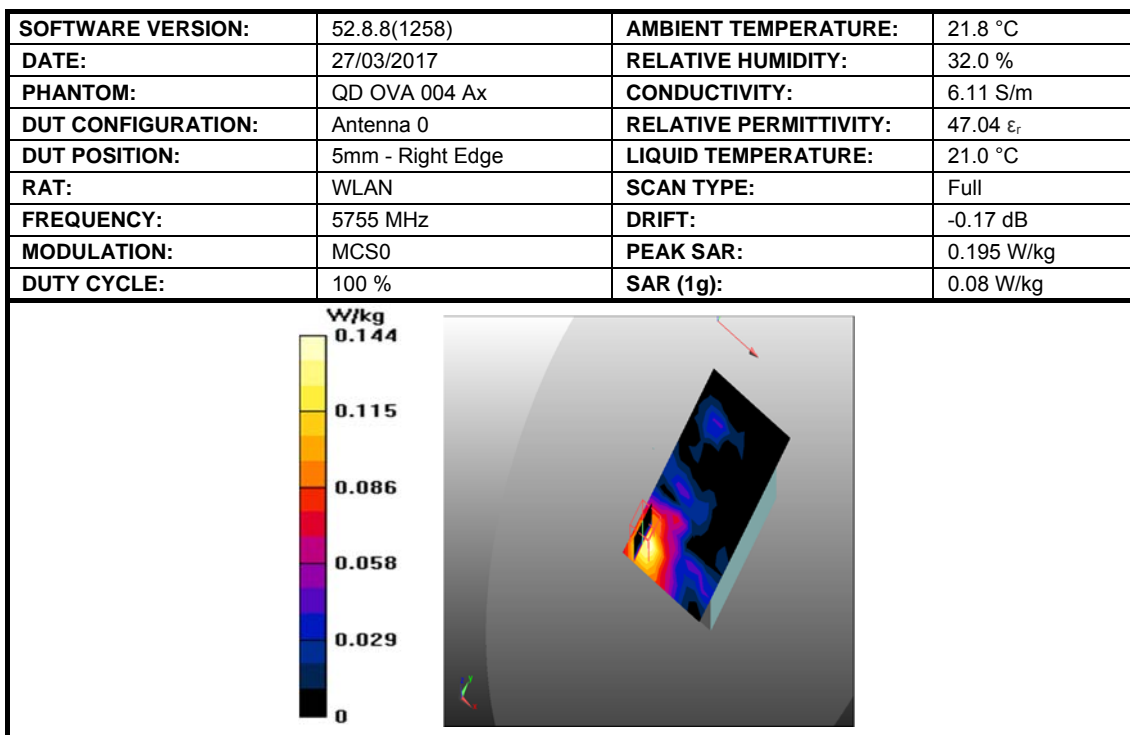 SOFTWARE VERSION: 52.8.8(1258) AMBIENT TEMPERATURE: 21.8 °C
DATE: 27/03/2017 RELATIVE HUMIDITY: 32.0 %
PHANTOM: QD OVA 004 Ax CONDUCTIVITY: 6.11 S/m
DUT CONFIGURATION: Antenna 0 RELATIVE PERMITTIVITY: 47.04 εr
DUT POSITION: 5mm - Right Edge LIQUID TEMPERATURE: 21.0 °C
RAT: WLAN SCAN TYPE: Full
FREQUENCY: 5755 MHz DRIFT: -0.17 dB
MODULATION: MCS0 PEAK SAR: 0.195 W/kg
DUTY CYCLE: 100 % SAR (1g): 0.08 W/kg
W/kg
0.144
0.115
0.086
0.058
0.029
0